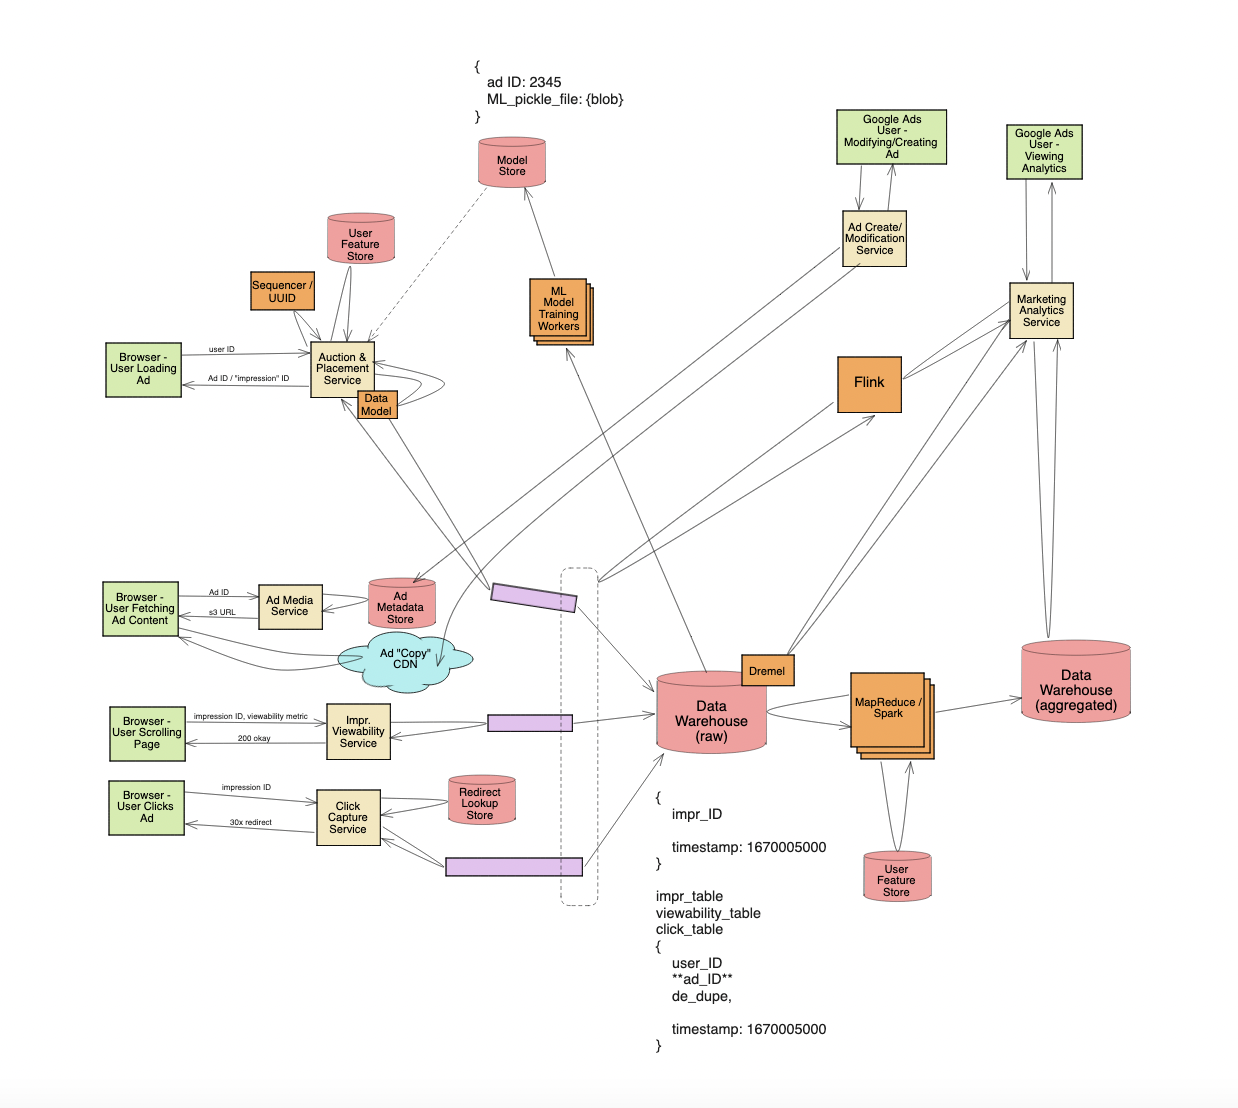 {
ad ID: 2345
ML_pickle_file: {blob}
}
Model
Store
Google Ads
User -
Modifying/Creating
Ad
Google Ads
User -
Viewing
Analytics
User
Feature
Store
Ad Create/
Modification
Service
Sequencer /
UUID
ML
Model
Training
Workers
Marketing
Analytics
Service
Browser -
User Loading
Ad
user ID
Ad ID / "impression" ID
Auction &
Placement
Service
Data
Model
Flink
Browser -
User Fetching
Ad Content
Ad ID
s3 URL
Ad Media
Service
Ad
Metadata
Store
Ad "Copy"
CDN
Browser -
User Scrolling
Page
impression ID, viewability metric
200 okay
Impr.
Viewability
Service
Data
Warehouse
(raw)
Dremel
MapReduce /
Spark
Data
Warehouse
(aggregated)
Browser -
User Clicks
Ad
impression ID
30x redirect
Click
Capture
Service
Redirect
Lookup
Store
User
Feature
Store
{
impr_ID
timestamp: 1670005000
}
impr_table
viewability_table
click_table
{
user_ID
**ad_ID**
de_dupe,
timestamp: 1670005000
}